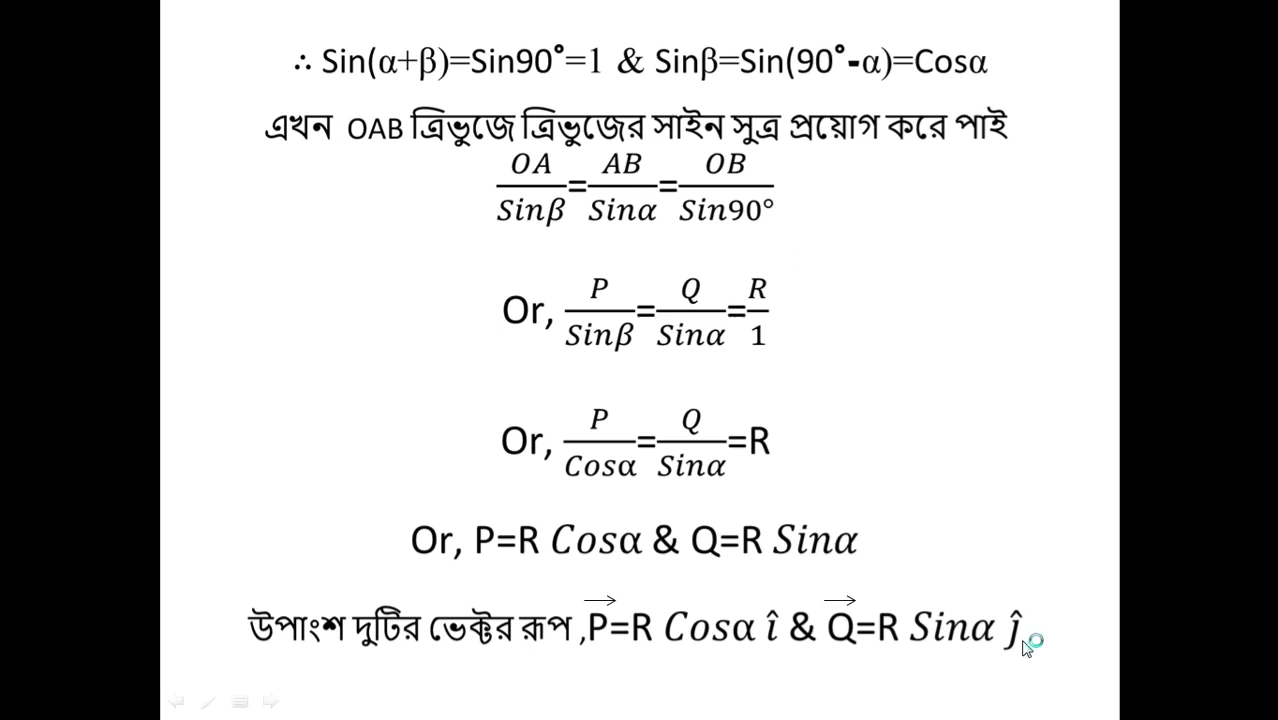 ∴ Sin(α+β)=Sin90°=1 & Sinβ=Sin(90°-α)=Cosα
এখন OAB ত্রিভুজে ত্রিভুজের সাইন সুত্র প্রয়োগ করে পাই
OA/Sinβ=AB/Sinα=OB/Sin90°
Or, P/Sinβ=Q/Sinα=R/1
Or, P/Cosα=Q/Sinα=R
Or, P=R Cosα & Q=R Sinα
উপাংশ দুটির ভেক্টর রূপ ,P⃗=R Cosα î & Q⃗=R Sinα ĵ